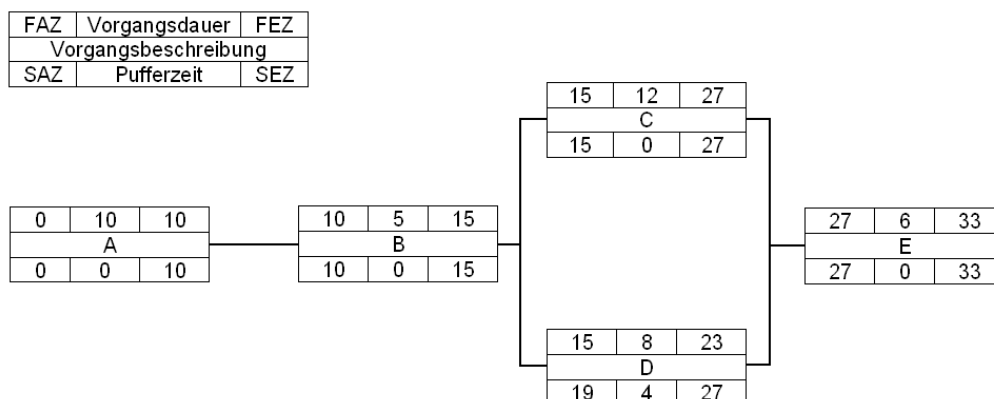 FAZ Vorgangsdauer FEZ
Vorgangsbeschreibung
SAZ Pufferzeit SEZ
15 12 27
C
15 0 27
0 10 10
A
0 0 10
10 5 15
B
10 0 15
27 6 33
E
27 0 33
15 8 23
D
19 4 27